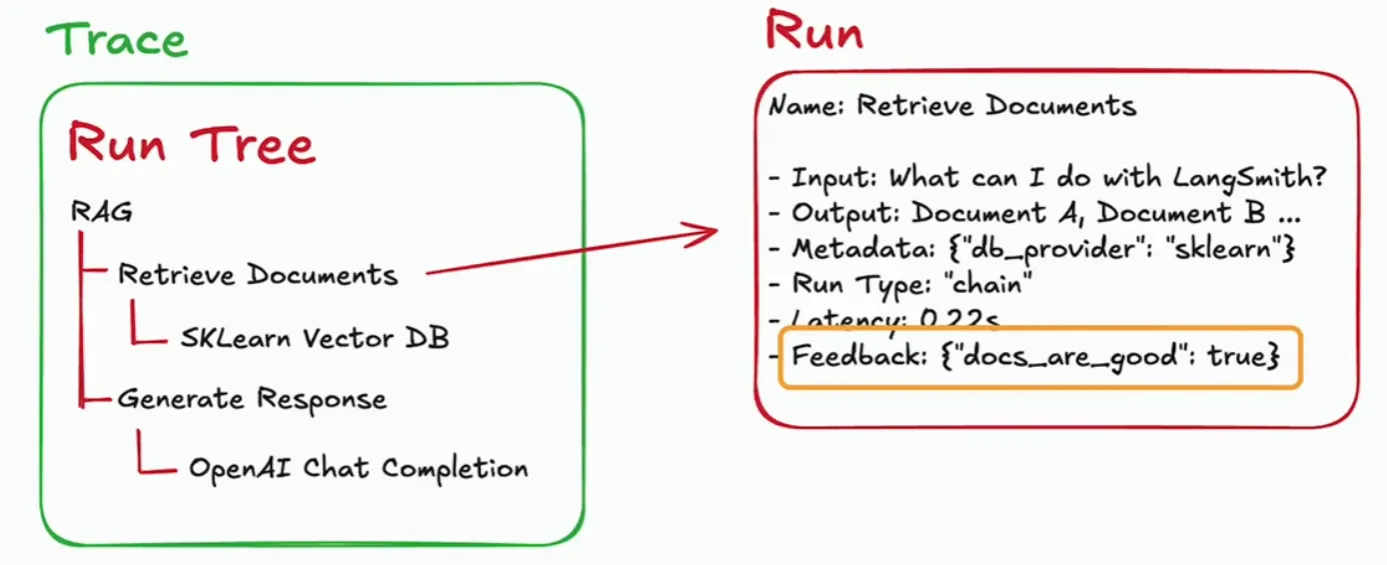 Trace
Run Tree
RAG
Retrieve Documents
SKLearn Vector DB
Generate Response
OpenAI Chat Completion
Run
Name: Retrieve Documents
- Input: What can I do with LangSmith?
- Output: Document A, Document B ...
- Metadata: {"db_provider": "sklearn"}
- Run Type: "chain"
- Latency: 0.22s
- Feedback: {"docs_are_good": true}